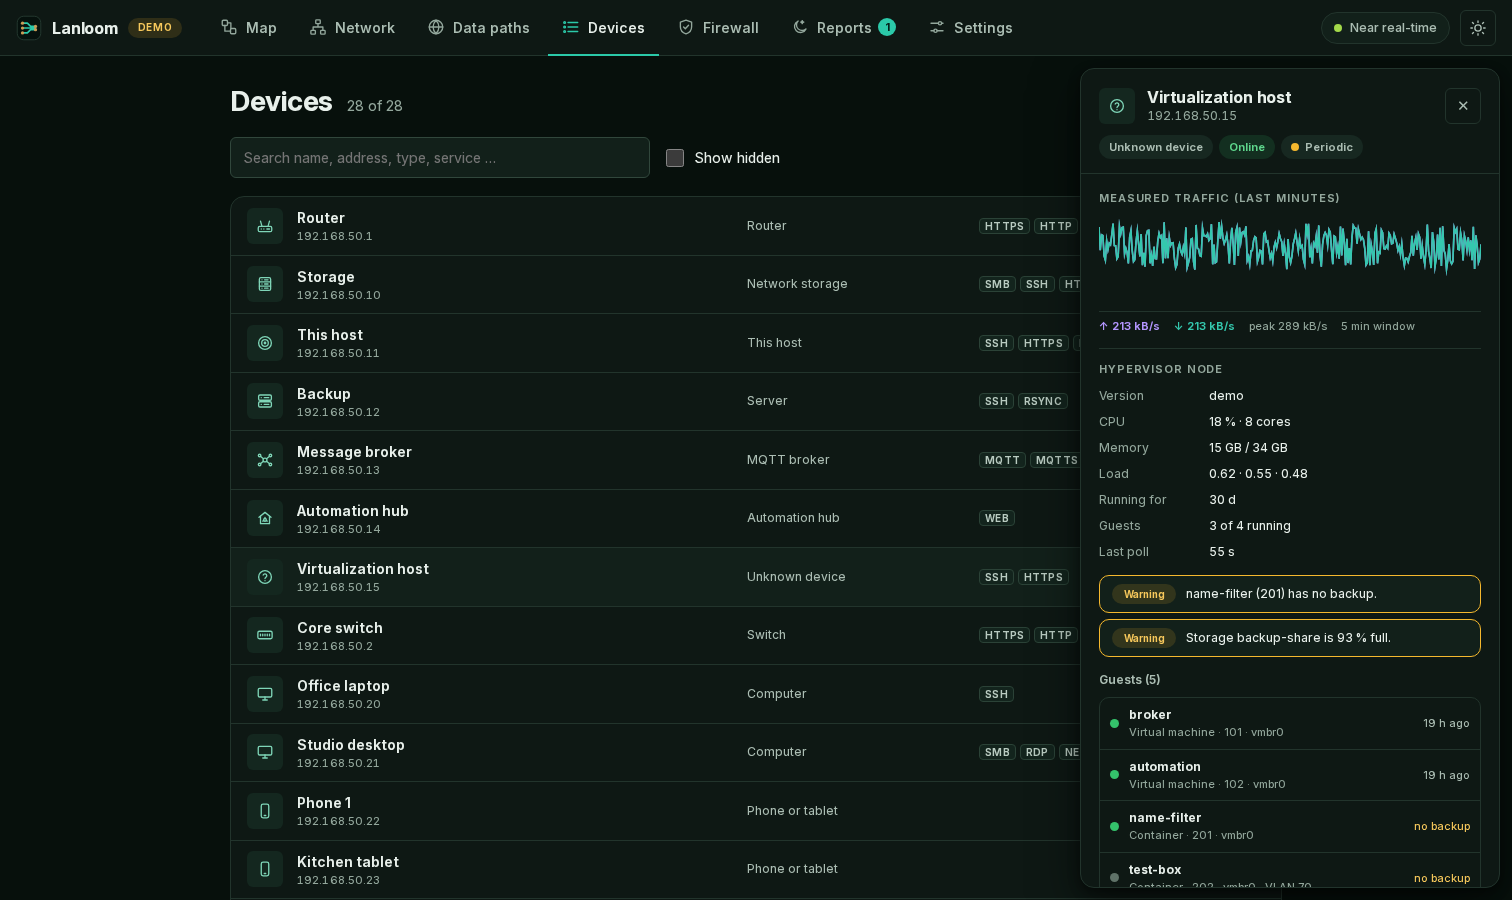 Lanloom DEMO Map Network Data paths Devices Firewall Reports 1 Settings Near real-time
Devices 28 of 28
Search name, address, type, service ... Show hidden
Router
192.168.50.1
Router
HTTPS HTTP
Storage
192.168.50.10
Network storage
SMB SSH
This host
192.168.50.11
This host
SSH HTTPS
Backup
192.168.50.12
Server
SSH RSYNC
Message broker
192.168.50.13
MQTT broker
MQTT MQTTS
Automation hub
192.168.50.14
Automation hub
WEB
Virtualization host
192.168.50.15
Unknown device
SSH HTTPS
Core switch
192.168.50.2
Switch
HTTPS HTTP
Office laptop
192.168.50.20
Computer
SSH
Studio desktop
192.168.50.21
Computer
SMB RDP
Phone 1
192.168.50.22
Phone or tablet
Kitchen tablet
192.168.50.23
Phone or tablet
Virtualization host
192.168.50.15
Unknown device Online Periodic
MEASURED TRAFFIC (LAST MINUTES)
↑ 213 kB/s ↓ 213 kB/s peak 289 kB/s 5 min window
HYPERVISOR NODE
Version demo
CPU 18 % · 8 cores
Memory 15 GB / 34 GB
Load 0.62 · 0.55 · 0.48
Running for 30 d
Guests 3 of 4 running
Last poll 55 s
Warning name-filter (201) has no backup.
Warning Storage backup-share is 93 % full.
Guests (5)
broker
Virtual machine · 101 · vmbr0
19 h ago
automation
Virtual machine · 102 · vmbr0
19 h ago
name-filter
Container · 201 · vmbr0
no backup
test-box
Container · 202 · vmbr0 · VLAN 70
no backup